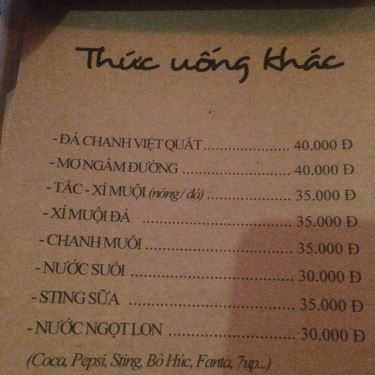 Thức uống khác
- ĐÁ CHANH VIỆT QUẤT ..................... 40.000 Đ
- MƠ NGÂM ĐƯỜNG ..................... 40.000 Đ
- TẮC - XÍ MUỘI (nóng / đá) ..................... 35.000 Đ
- XÍ MUỘI ĐÁ ..................... 35.000 Đ
- CHANH MUỐI ..................... 35.000 Đ
- NƯỚC SUỐI ..................... 30.000 Đ
- STING SỮA ..................... 35.000 Đ
- NƯỚC NGỌT LON ..................... 30,000 Đ
(Coca, Pepsi, Sting, Bò Húc, Fanta, 7up...)